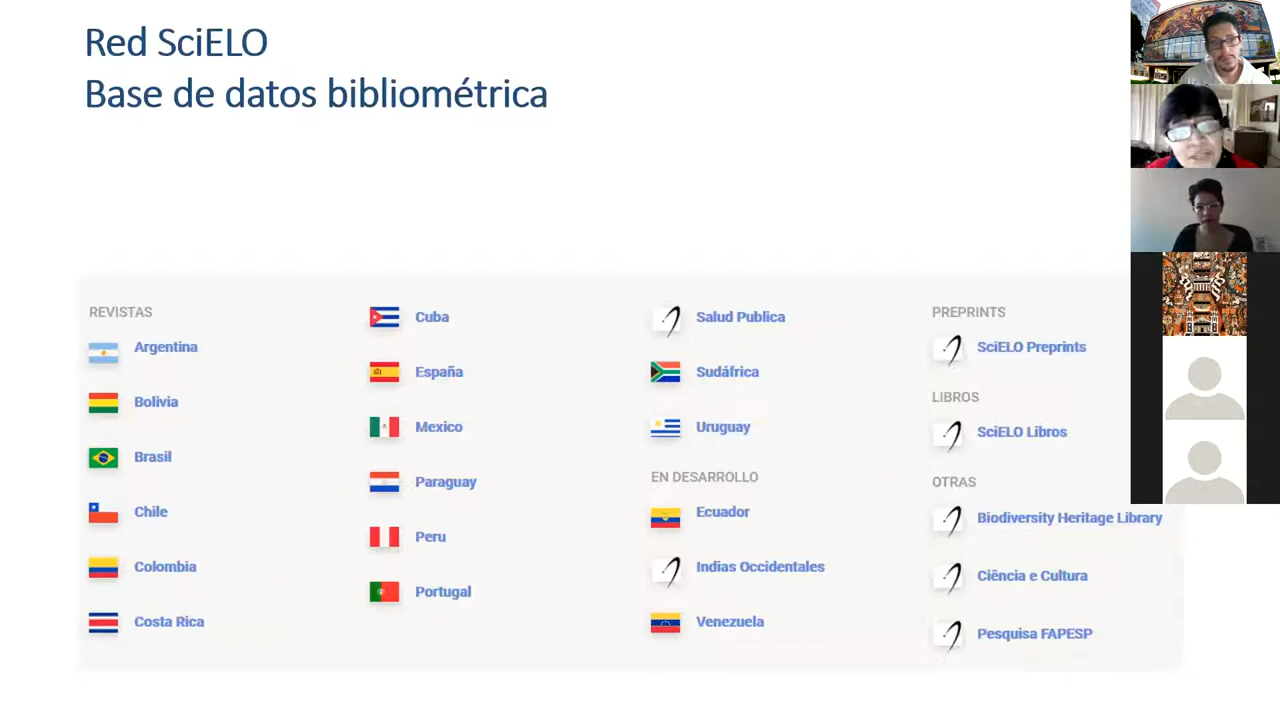 Red SciELO
Base de datos bibliométrica
REVISTAS
Argentina
Bolivia
Brasil
Chile
Colombia
Costa Rica
Cuba
España
Mexico
Paraguay
Peru
Portugal
Salud Publica
Sudáfrica
Uruguay
EN DESARROLLO
Ecuador
Indias Occidentales
Venezuela
PREPRINTS
SciELO Preprints
LIBROS
SciELO Libros
OTRAS
Biodiversity Heritage Library
Ciência e Cultura
Pesquisa FAPESP